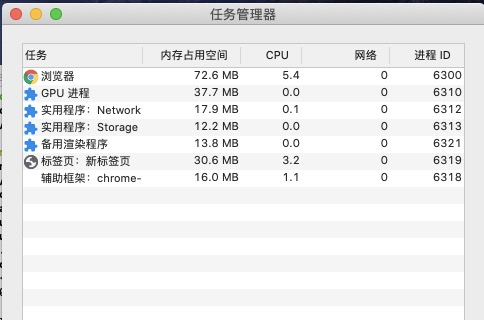 任务管理器
任务 内存占用空间 CPU 网络 进程 ID
浏览器 72.6 MB 5.4 0 6300
GPU 进程 37.7 MB 0.0 0 6310
实用程序：Network 17.9 MB 0.1 0 6312
实用程序：Storage 12.2 MB 0.0 0 6313
备用渲染程序 13.8 MB 0.0 0 6321
标签页：新标签页 30.6 MB 3.2 0 6319
辅助框架：chrome- 16.0 MB 1.1 0 6318